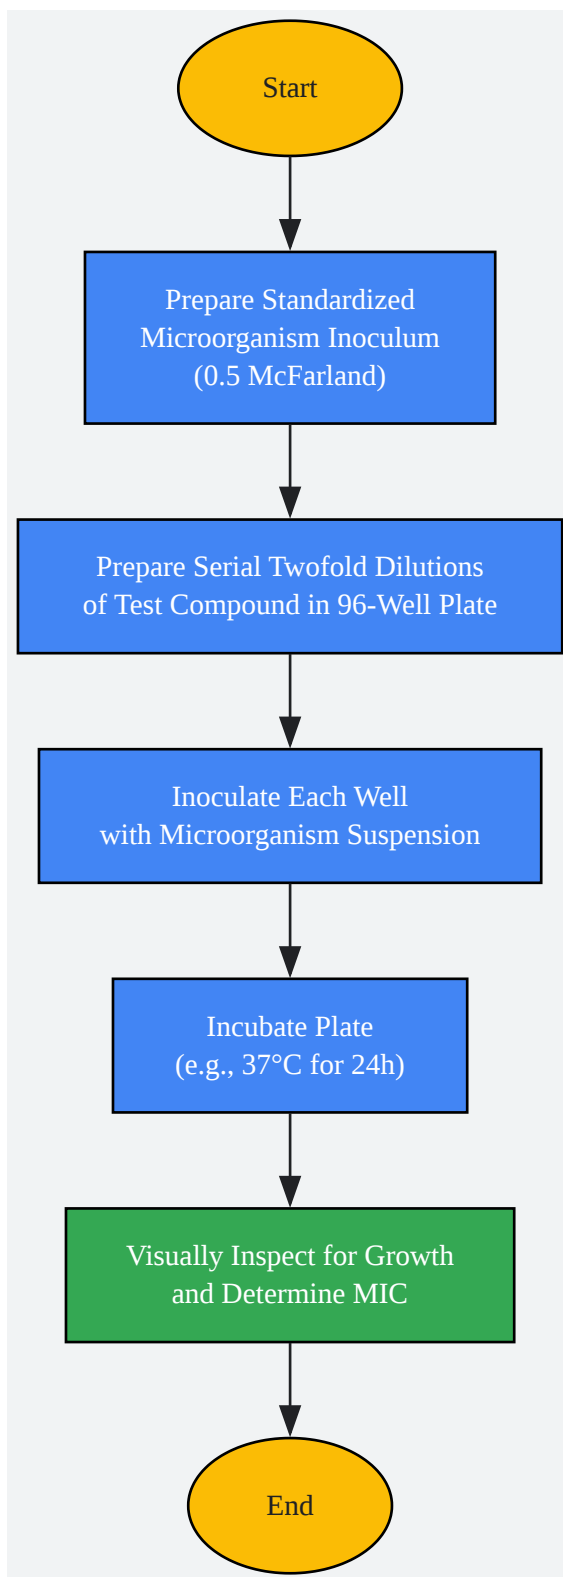 Start
Prepare Standardized
Microorganism Inoculum
(0.5 McFarland)
Prepare Serial Twofold Dilutions
of Test Compound in 96-Well Plate
Inoculate Each Well
with Microorganism Suspension
Incubate Plate
(e.g., 37°C for 24h)
Visually Inspect for Growth
and Determine MIC
End